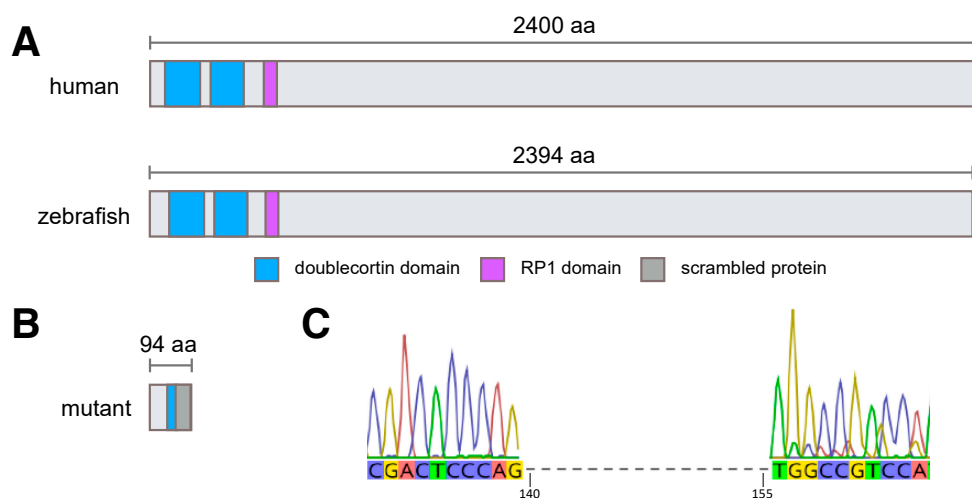 A
2400 aa
human
2394 aa
zebrafish
doublecortin domain
RP1 domain
scrambled protein
B
C
94 aa
mutant
CGACTCCCAG
TGGCCGTCCA
140
155